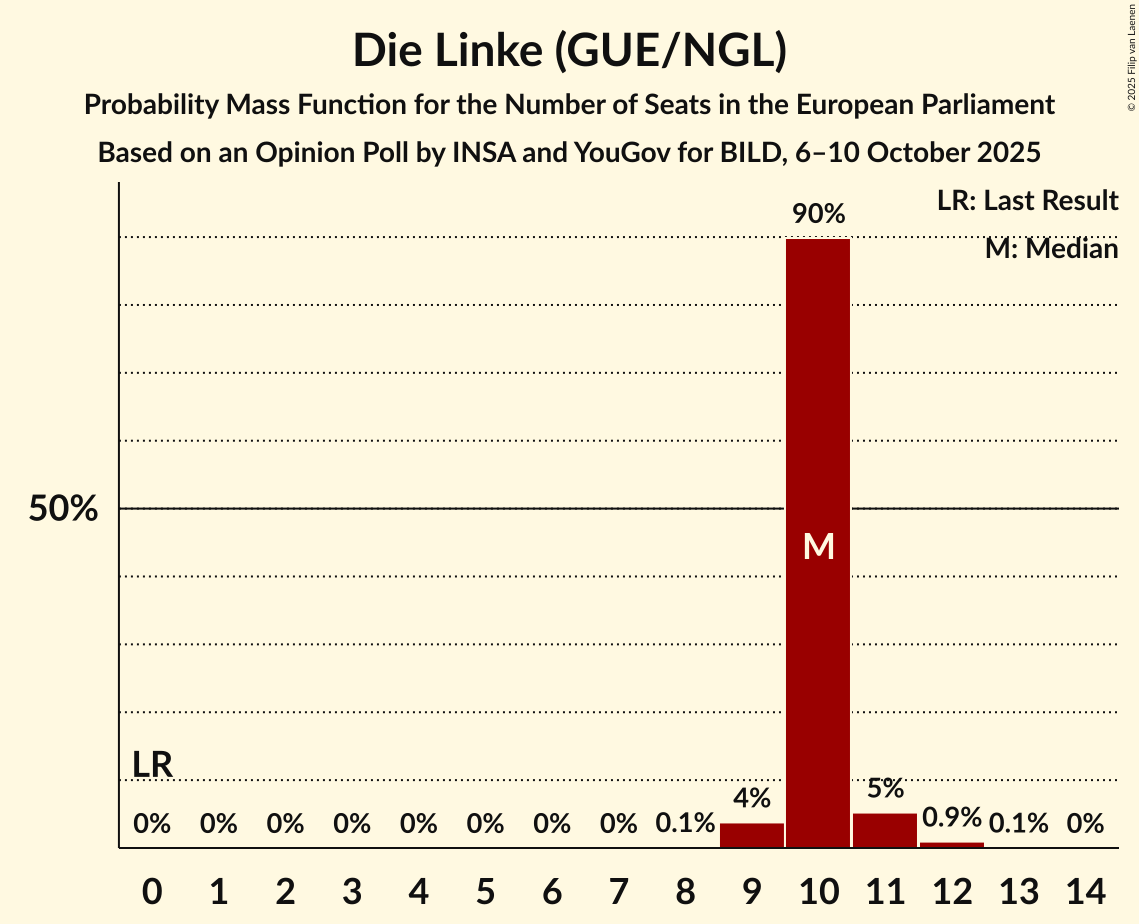 Die Linke (GUE/NGL)
Probability Mass Function for the Number of Seats in the European Parliament
Based on an Opinion Poll by INSA and YouGov for BILD, 6–10 October 2025
© 2025 Filip van Laenen
LR: Last Result
M: Median
90%
50%
M
LR
0% 0% 0% 0% 0% 0% 0% 0% 0.1% 4% 5% 0.9% 0.1% 0%
0 1 2 3 4 5 6 7 8 9 10 11 12 13 14